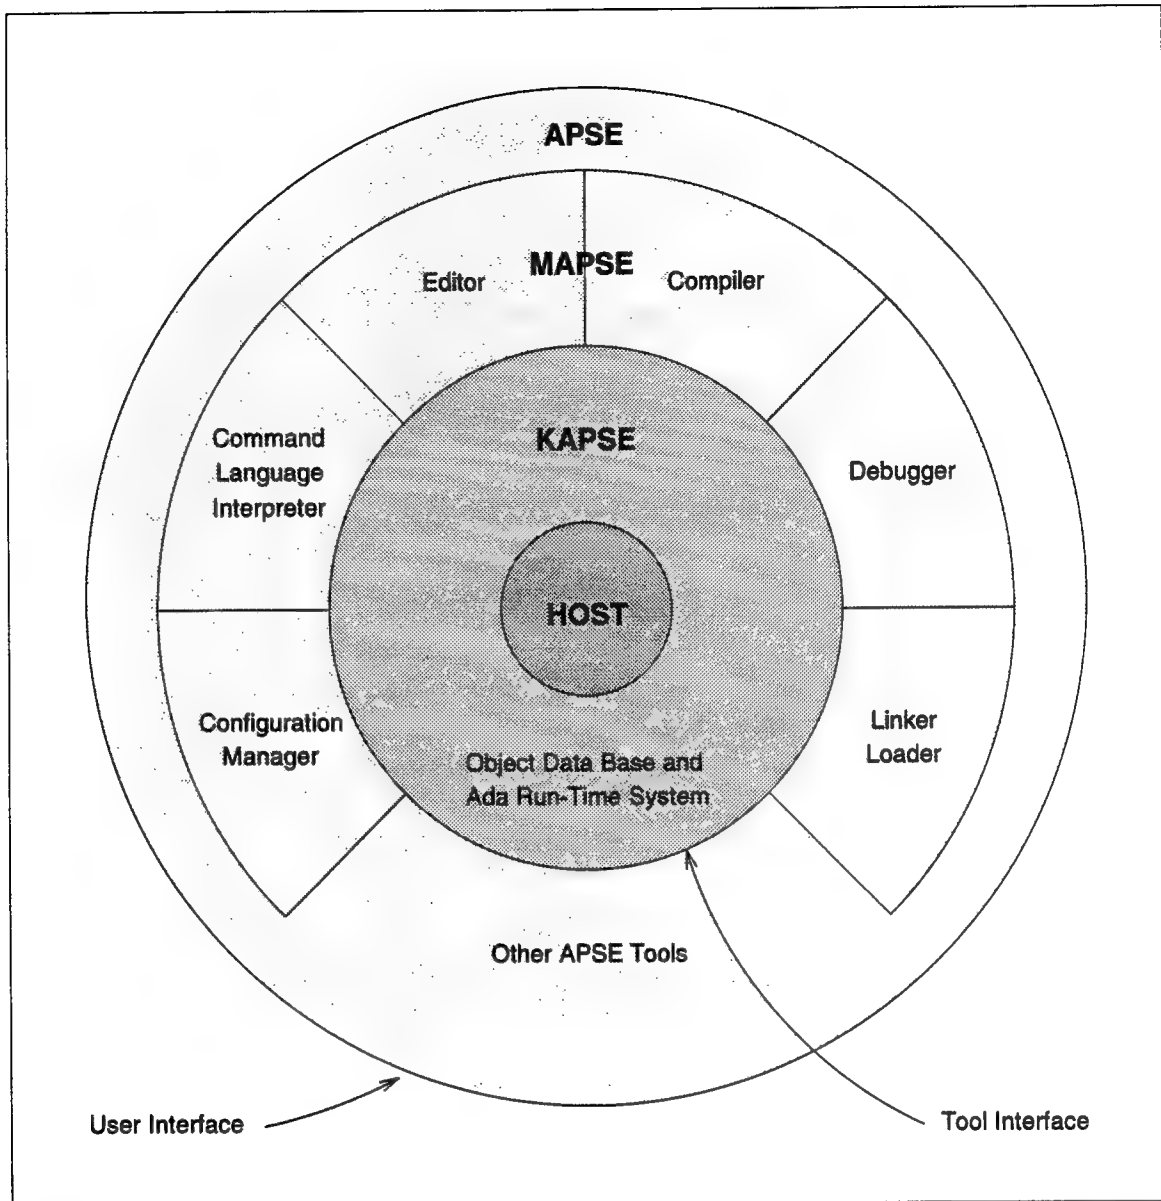 APSE
MAPSE
Editor
Compiler
KAPSE
Command
Language
Interpreter
Debugger
HOST
Configuration
Manager
Linker
Loader
Object Data Base and
Ada Run-Time System
Other APSE Tools
User Interface
Tool Interface